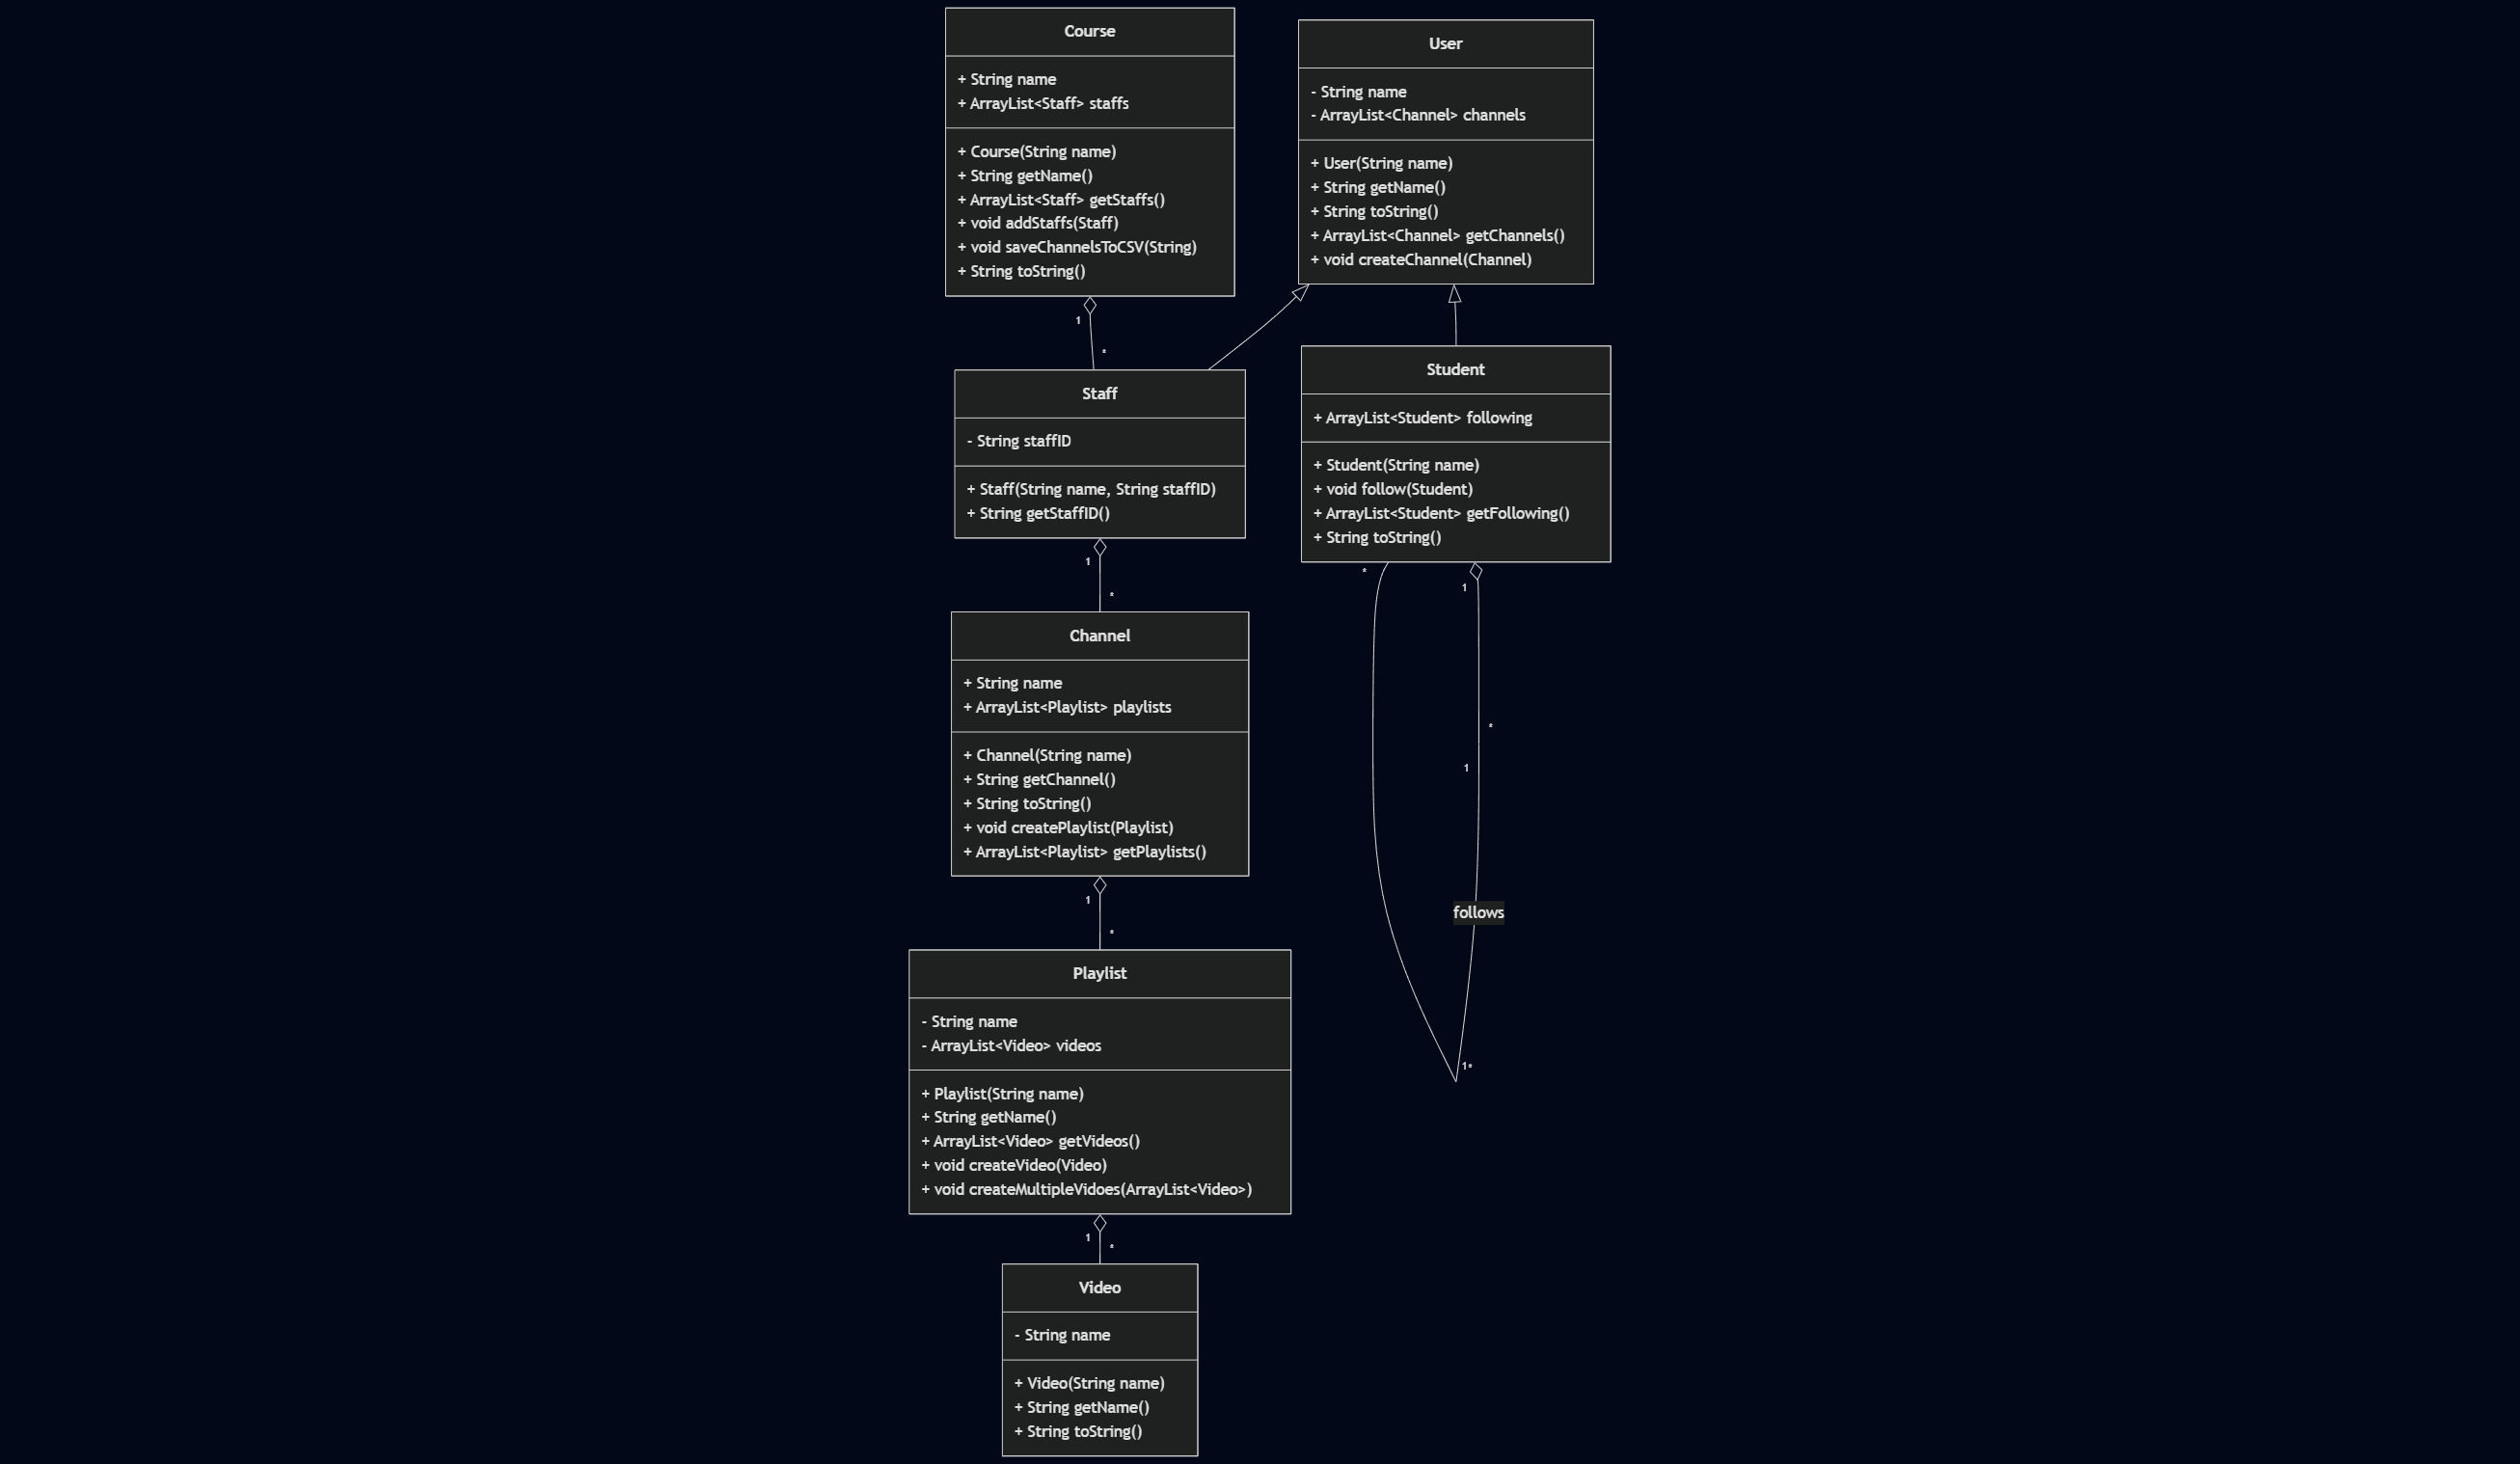 Course
+ String name
+ ArrayList<Staff> staffs
+ Course(String name)
+ String getName()
+ ArrayList<Staff> getStaffs()
+ void addStaffs(Staff)
+ void saveChannelsToCSV(String)
+ String toString()
User
- String name
- ArrayList<Channel> channels
+ User(String name)
+ String getName()
+ String toString()
+ ArrayList<Channel> getChannels()
+ void createChannel(Channel)
1
*
Staff
- String staffID
+ Staff(String name, String staffID)
+ String getStaffID()
Student
+ ArrayList<Student> following
+ Student(String name)
+ void follow(Student)
+ ArrayList<Student> getFollowing()
+ String toString()
1
*
*
1
*
1
follows
1*
Channel
+ String name
+ ArrayList<Playlist> playlists
+ Channel(String name)
+ String getChannel()
+ String toString()
+ void createPlaylist(Playlist)
+ ArrayList<Playlist> getPlaylists()
1
*
Playlist
- String name
- ArrayList<Video> videos
+ Playlist(String name)
+ String getName()
+ ArrayList<Video> getVideos()
+ void createVideo(Video)
+ void createMultipleVidoes(ArrayList<Video>)
1
*
Video
- String name
+ Video(String name)
+ String getName()
+ String toString()